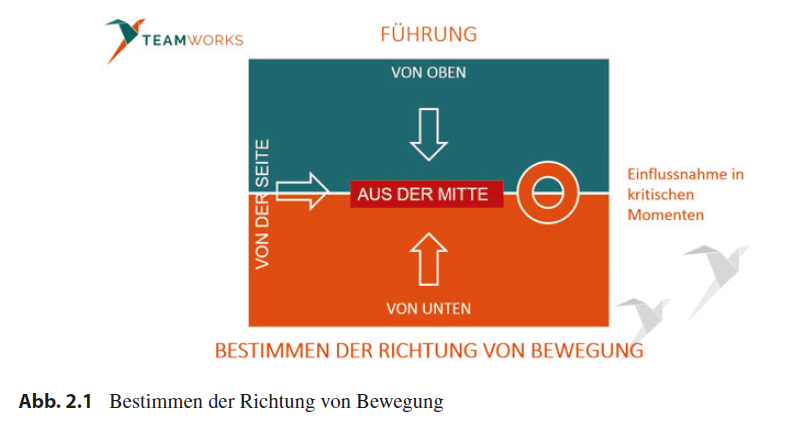 TEAMWORKS
FÜHRUNG
VON OBEN
VON DER SEITE
AUS DER MITTE
Einflussnahme in
kritischen
Momenten
VON UNTEN
BESTIMMEN DER RICHTUNG VON BEWEGUNG
Abb. 2.1 Bestimmen der Richtung von Bewegung